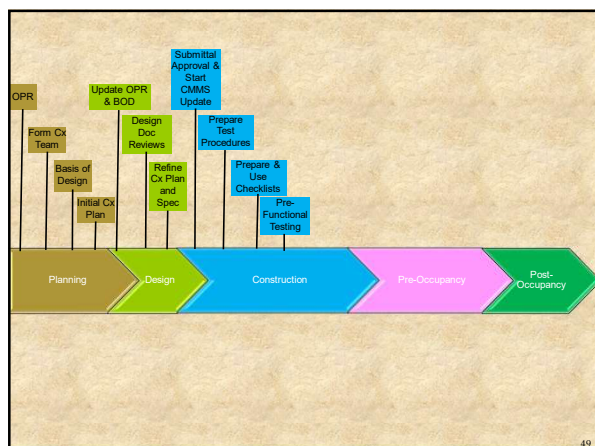 OPR
Form Cx
Team
Basis of
Design
Initial Cx
Plan
Update OPR
& BOD
Design
Doc
Reviews
Refine
Cx Plan
and
Spec
Submittal
Approval &
Start
CMMS
Update
Prepare
Test
Procedures
Prepare &
Use
Checklists
Pre-
Functional
Testing
Planning
Design
Construction
Pre-Occupancy
Post-
Occupancy
49